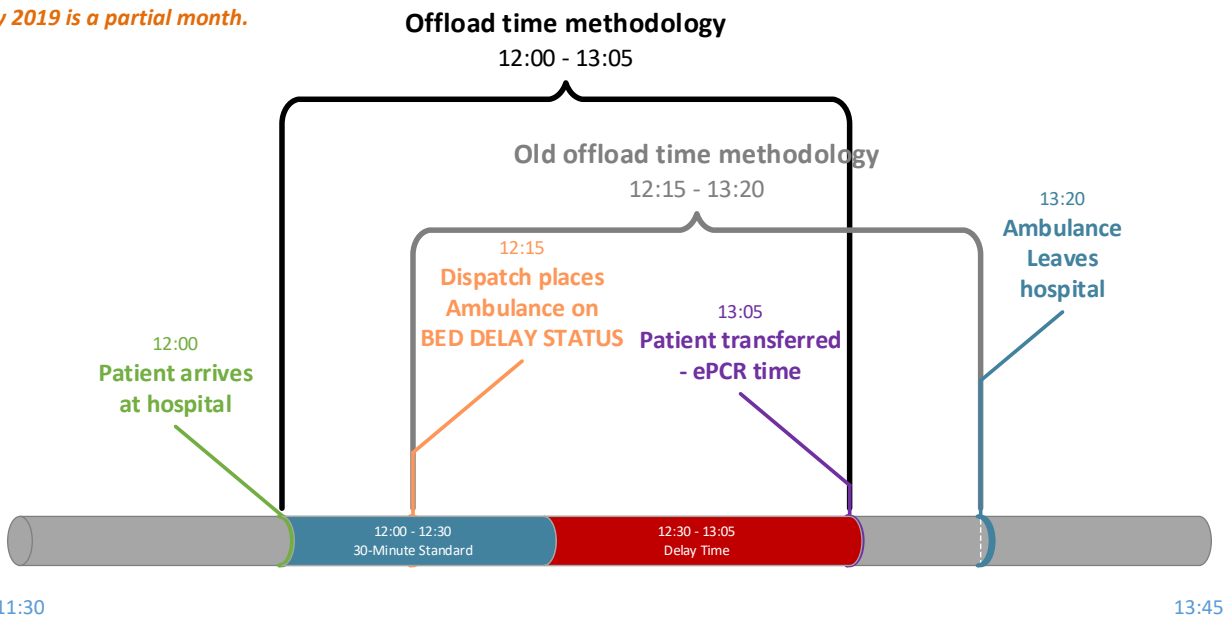 2019 is a partial month.
Offload time methodology
12:00 - 13:05
Old offload time methodology
12:15 - 13:20
13:20
Ambulance
Leaves
hospital
12:15
Dispatch places
Ambulance on
BED DELAY STATUS
13:05
Patient transferred
- ePCR time
12:00
Patient arrives
at hospital
12:00 - 12:30
30-Minute Standard
12:30 - 13:05
Delay Time
11:30
13:45